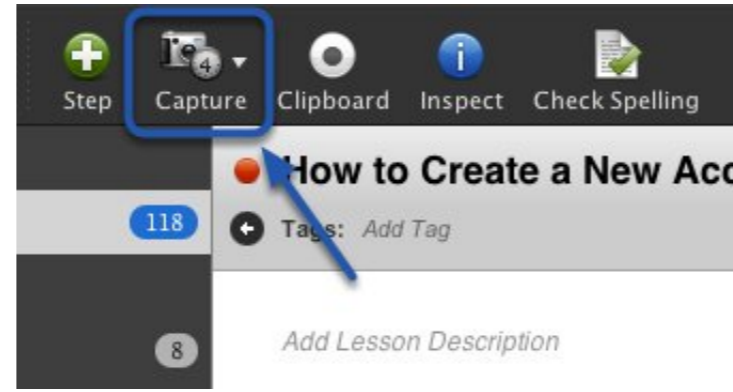 4
Step Capture Clipboard Inspect Check Spelling
How to Create a New Acc
118
Tags: Add Tag
8
Add Lesson Description